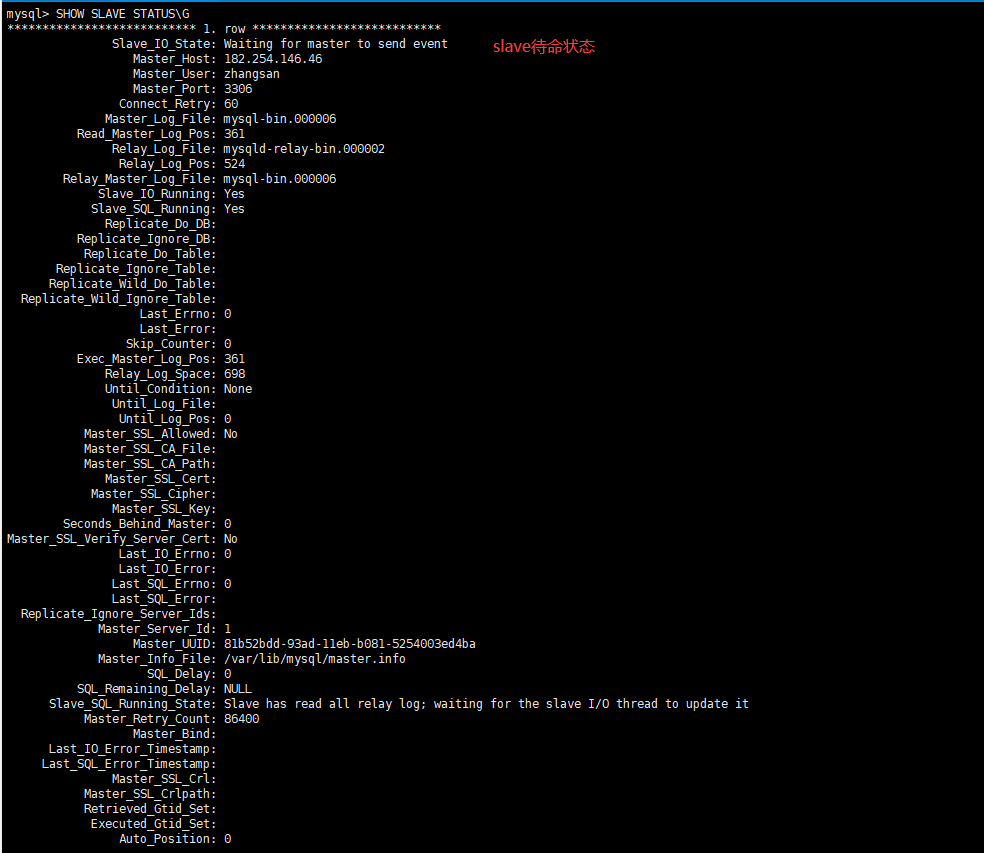 mysql> SHOW SLAVE STATUS\G
*************************** 1. row ***************************
Slave_IO_State: Waiting for master to send event slave待命状态
Master_Host: 182.254.146.46
Master_User: zhangsan
Master_Port: 3306
Connect_Retry: 60
Master_Log_File: mysql-bin.000006
Read_Master_Log_Pos: 361
Relay_Log_File: mysqld-relay-bin.000002
Relay_Log_Pos: 524
Relay_Master_Log_File: mysql-bin.000006
Slave_IO_Running: Yes
Slave_SQL_Running: Yes
Replicate_Do_DB:
Replicate_Ignore_DB:
Replicate_Do_Table:
Replicate_Ignore_Table:
Replicate_Wild_Do_Table:
Replicate_Wild_Ignore_Table:
Last_Errno: 0
Last_Error:
Skip_Counter: 0
Exec_Master_Log_Pos: 361
Relay_Log_Space: 698
Until_Condition: None
Until_Log_File:
Until_Log_Pos: 0
Master_SSL_Allowed: No
Master_SSL_CA_File:
Master_SSL_CA_Path:
Master_SSL_Cert:
Master_SSL_Cipher:
Master_SSL_Key:
Seconds_Behind_Master: 0
Master_SSL_Verify_Server_Cert: No
Last_IO_Errno: 0
Last_IO_Error:
Last_SQL_Errno: 0
Last_SQL_Error:
Replicate_Ignore_Server_Ids:
Master_Server_Id: 1
Master_UUID: 81b52bdd-93ad-11eb-b081-5254003ed4ba
Master_Info_File: /var/lib/mysql/master.info
SQL_Delay: 0
SQL_Remaining_Delay: NULL
Slave_SQL_Running_State: Slave has read all relay log; waiting for the slave I/O thread to update it
Master_Retry_Count: 86400
Master_Bind:
Last_IO_Error_Timestamp:
Last_SQL_Error_Timestamp:
Master_SSL_Crl:
Master_SSL_Crlpath:
Retrieved_Gtid_Set:
Executed_Gtid_Set:
Auto_Position: 0